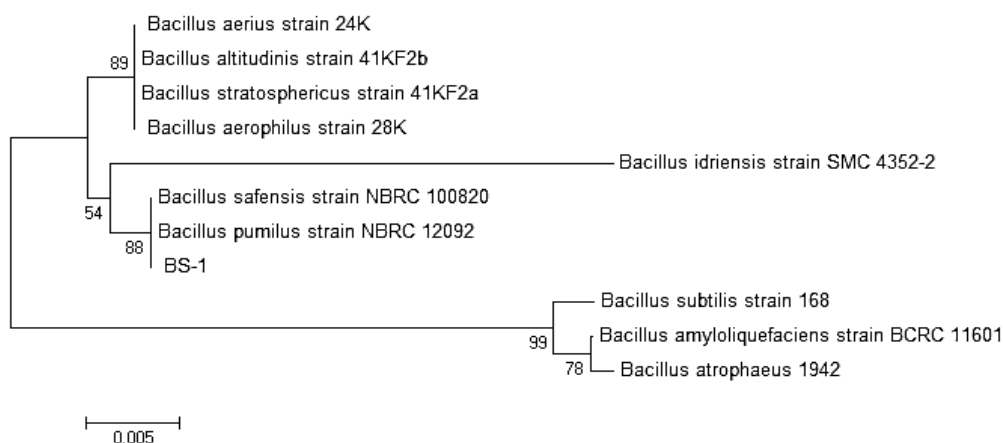 Bacillus aerius strain 24K
89
Bacillus altitudinis strain 41KF2b
Bacillus stratosphericus strain 41KF2a
Bacillus aerophilus strain 28K
Bacillus idriensis strain SMC 4352-2
Bacillus safensis strain NBRC 100820
54
Bacillus pumilus strain NBRC 12092
88
BS-1
Bacillus subtilis strain 168
99
Bacillus amyloliquefaciens strain BCRC 11601
78
Bacillus atrophaeus 1942
0.005